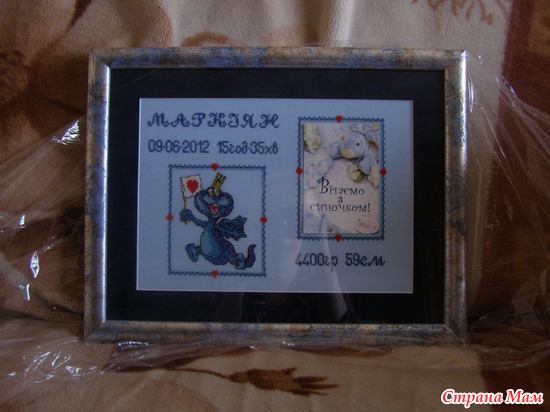 МАРКІЯН
09-06-2012 15год-35хв
Вітаємо
з
синочком!
4400гр 59см
Страна Мам